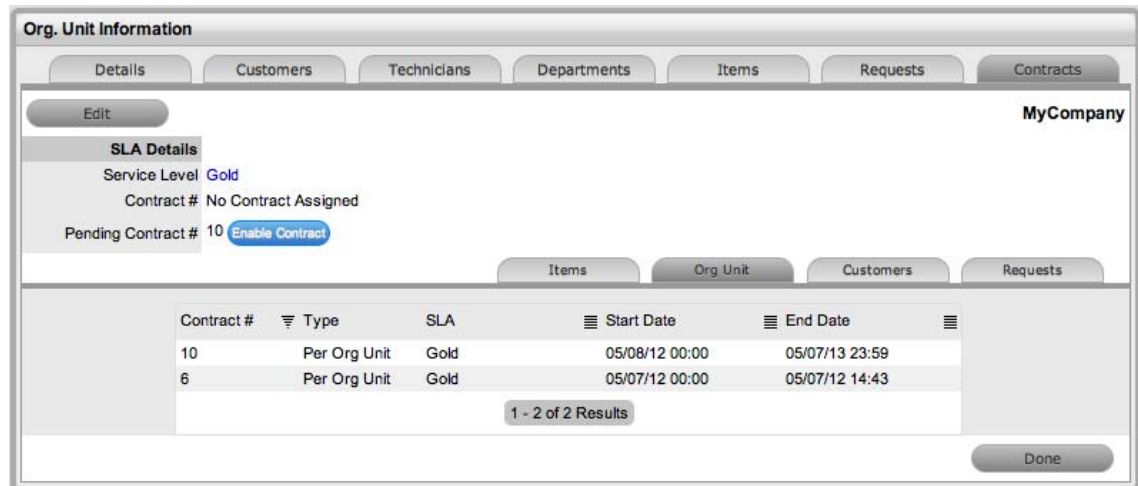 Org. Unit Information
Details Customers Technicians Departments Items Requests Contracts
Edit MyCompany
SLA Details
Service Level Gold
Contract # No Contract Assigned
Pending Contract # 10 Enable Contract
Items Org Unit Customers Requests
Contract # Type SLA Start Date End Date
10 Per Org Unit Gold 05/08/12 00:00 05/07/13 23:59
6 Per Org Unit Gold 05/07/12 00:00 05/07/12 14:43
1 - 2 of 2 Results
Done